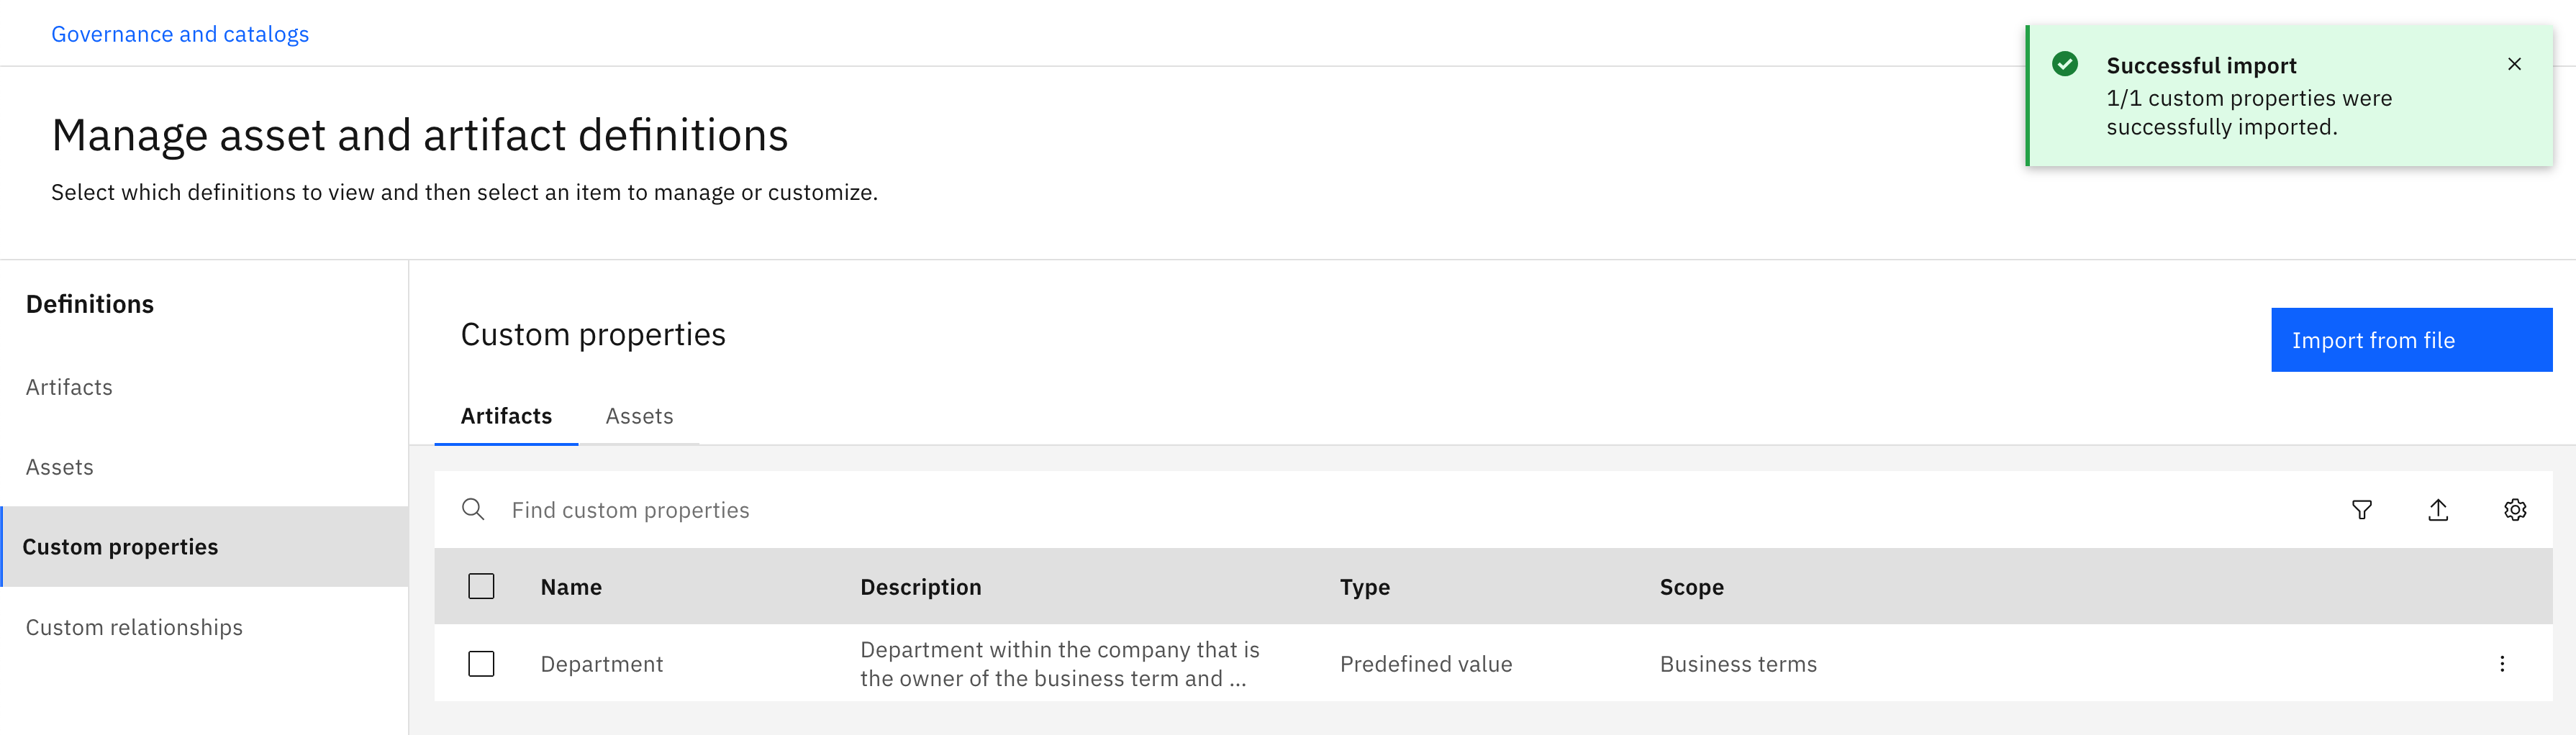 Governance and catalogs
Successful import
1/1 custom properties were
successfully imported.
Manage asset and artifact definitions
Select which definitions to view and then select an item to manage or customize.
Definitions
Artifacts
Assets
Custom properties
Custom relationships
Custom properties
Import from file
Artifacts Assets
Find custom properties
Name Description Type Scope
Department Department within the company that is Predefined value Business terms
the owner of the business term and ...